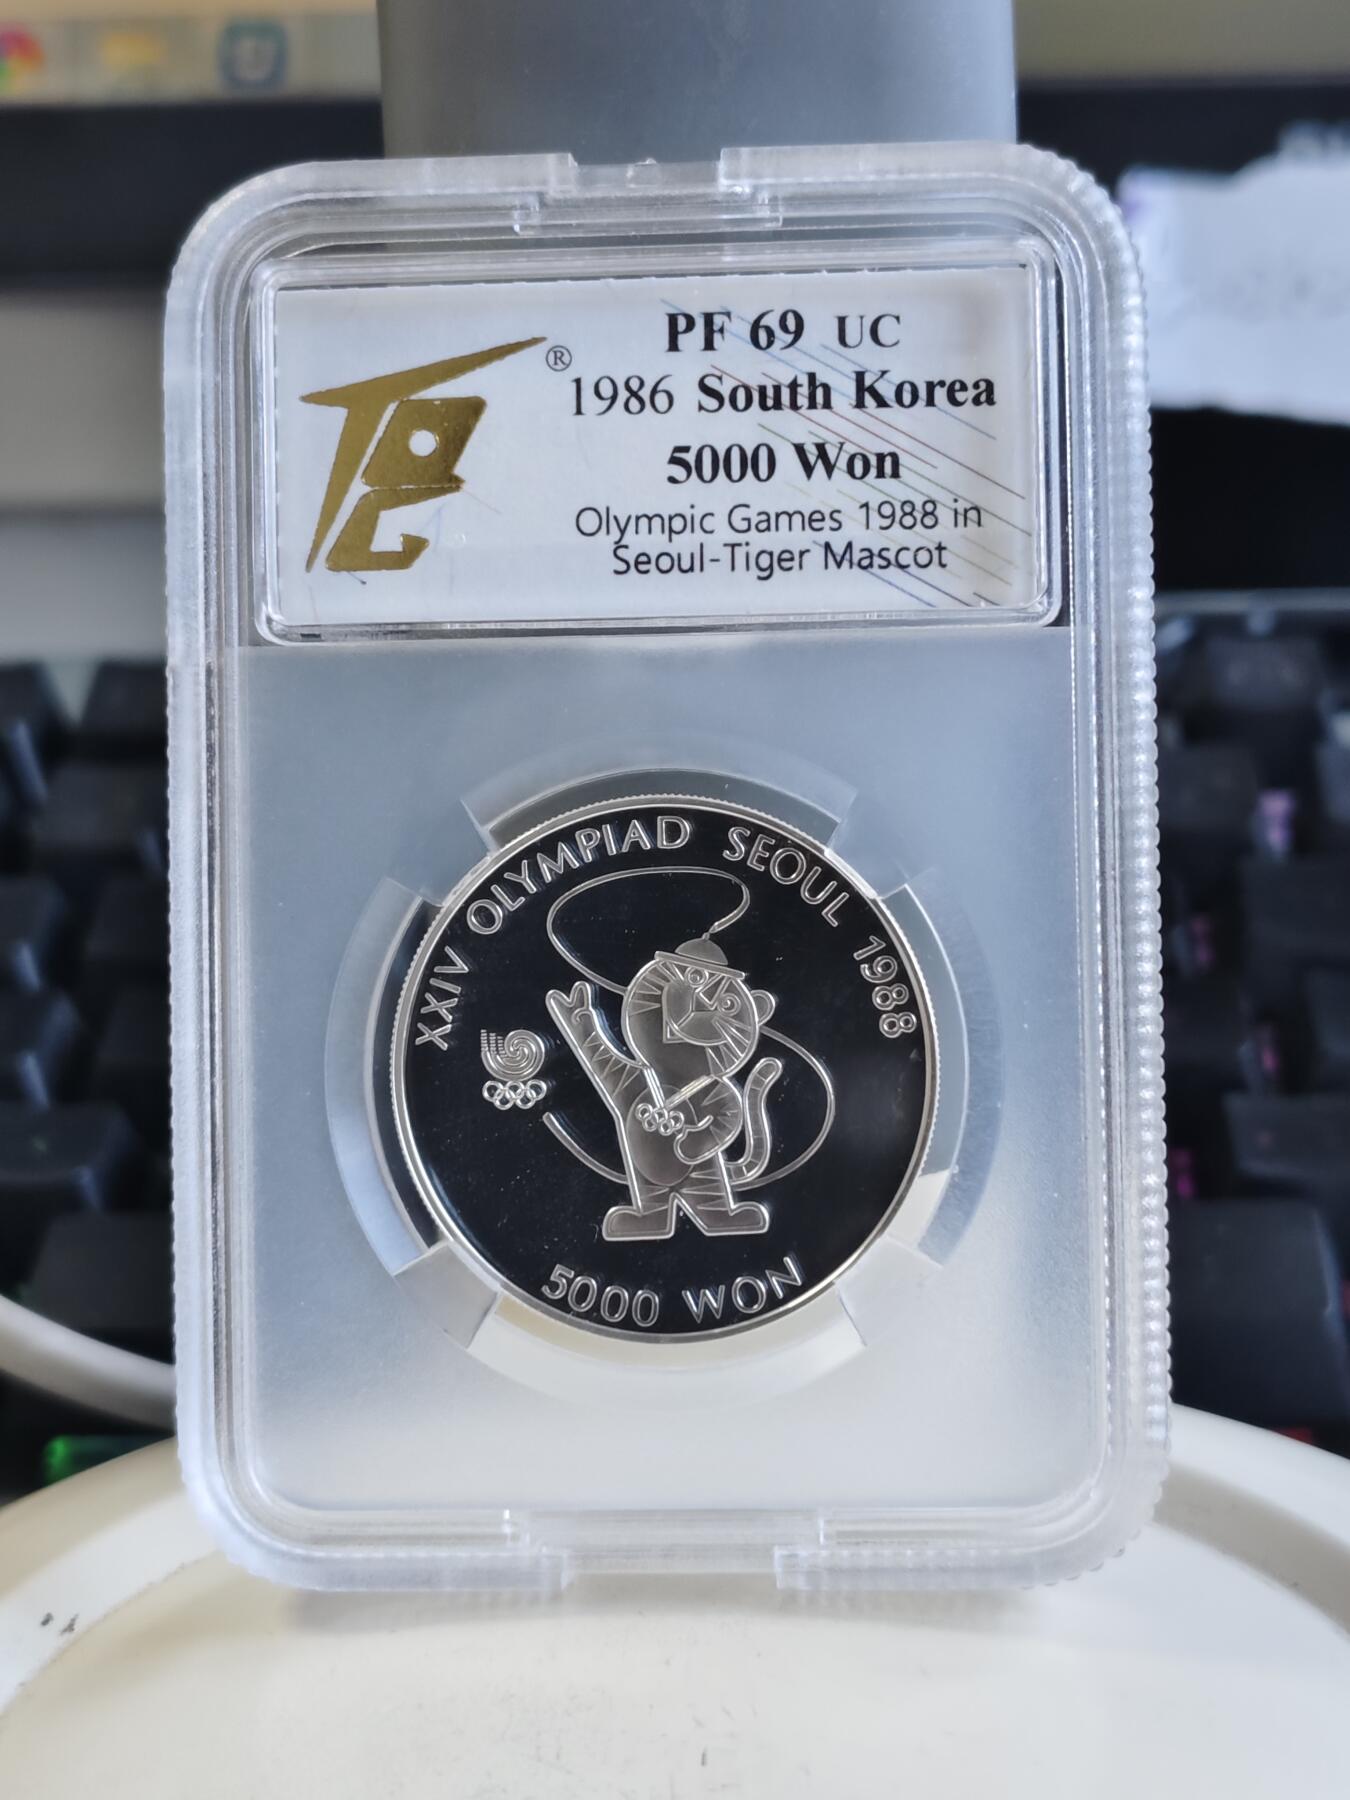 PF 69 UC
®
1986 South Korea
5000 Won
Olympic Games 1988 in
Seoul-Tiger Mascot
XXIV OLYMPIAD SEOUL 1988
5000 WON